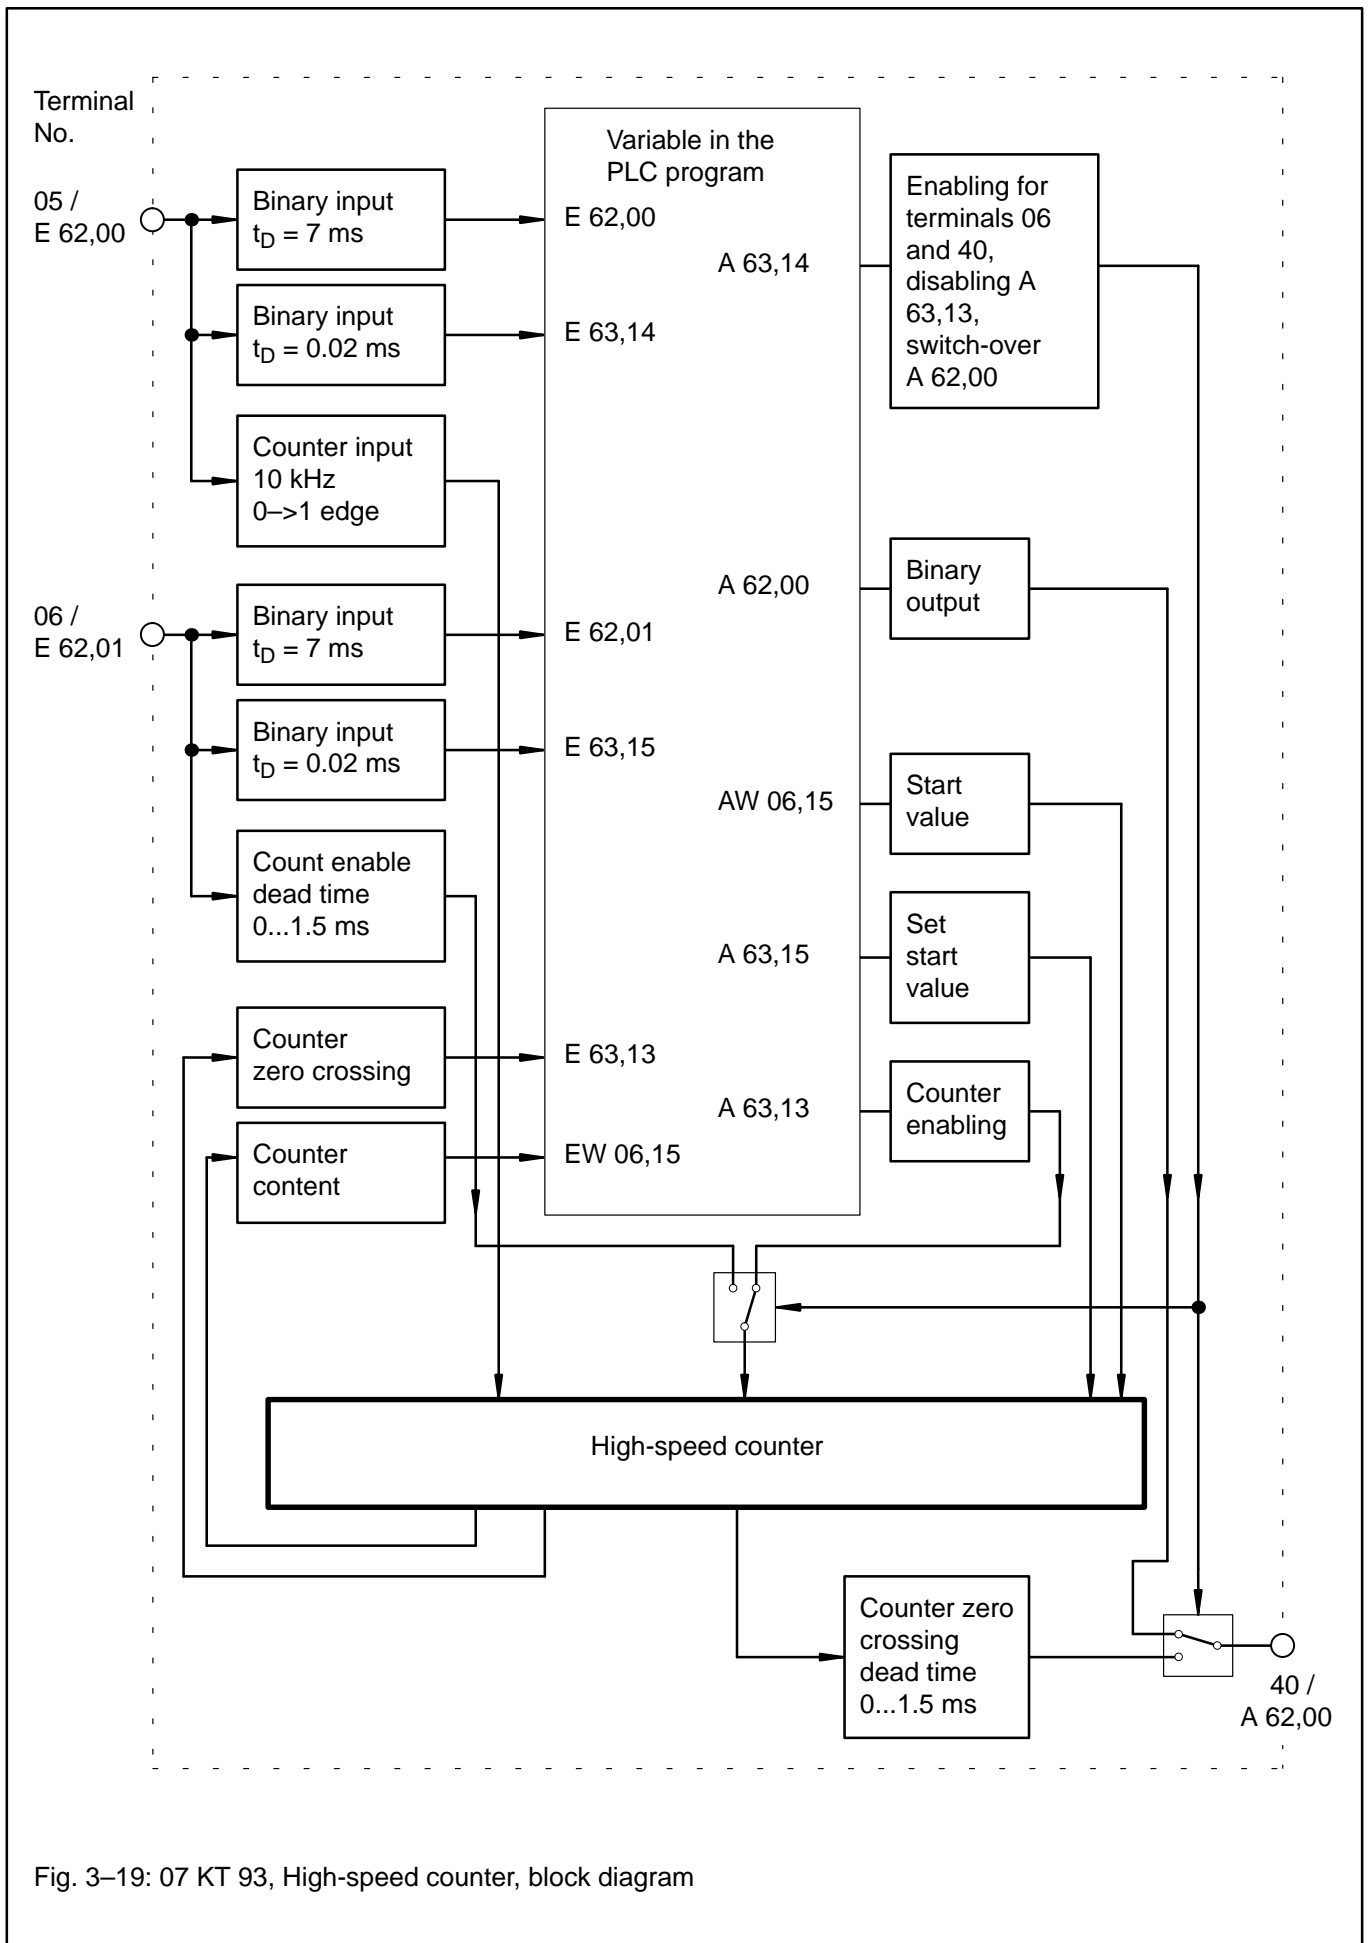 Terminal
No.
05 /
E 62,00
Binary input
tD = 7 ms
Binary input
tD = 0.02 ms
Counter input
10 kHz
0–>1 edge
06 /
E 62,01
Binary input
tD = 7 ms
Binary input
tD = 0.02 ms
Count enable
dead time
0...1.5 ms
Counter
zero crossing
Counter
content
Variable in the
PLC program
E 62,00
A 63,14
E 63,14
A 62,00
E 62,01
E 63,15
AW 06,15
A 63,15
E 63,13
A 63,13
EW 06,15
Enabling for
terminals 06
and 40,
disabling A
63,13,
switch-over
A 62,00
Binary
output
Start
value
Set
start
value
Counter
enabling
High-speed counter
Counter zero
crossing
dead time
0...1.5 ms
40 /
A 62,00
Fig. 3–19: 07 KT 93, High-speed counter, block diagram